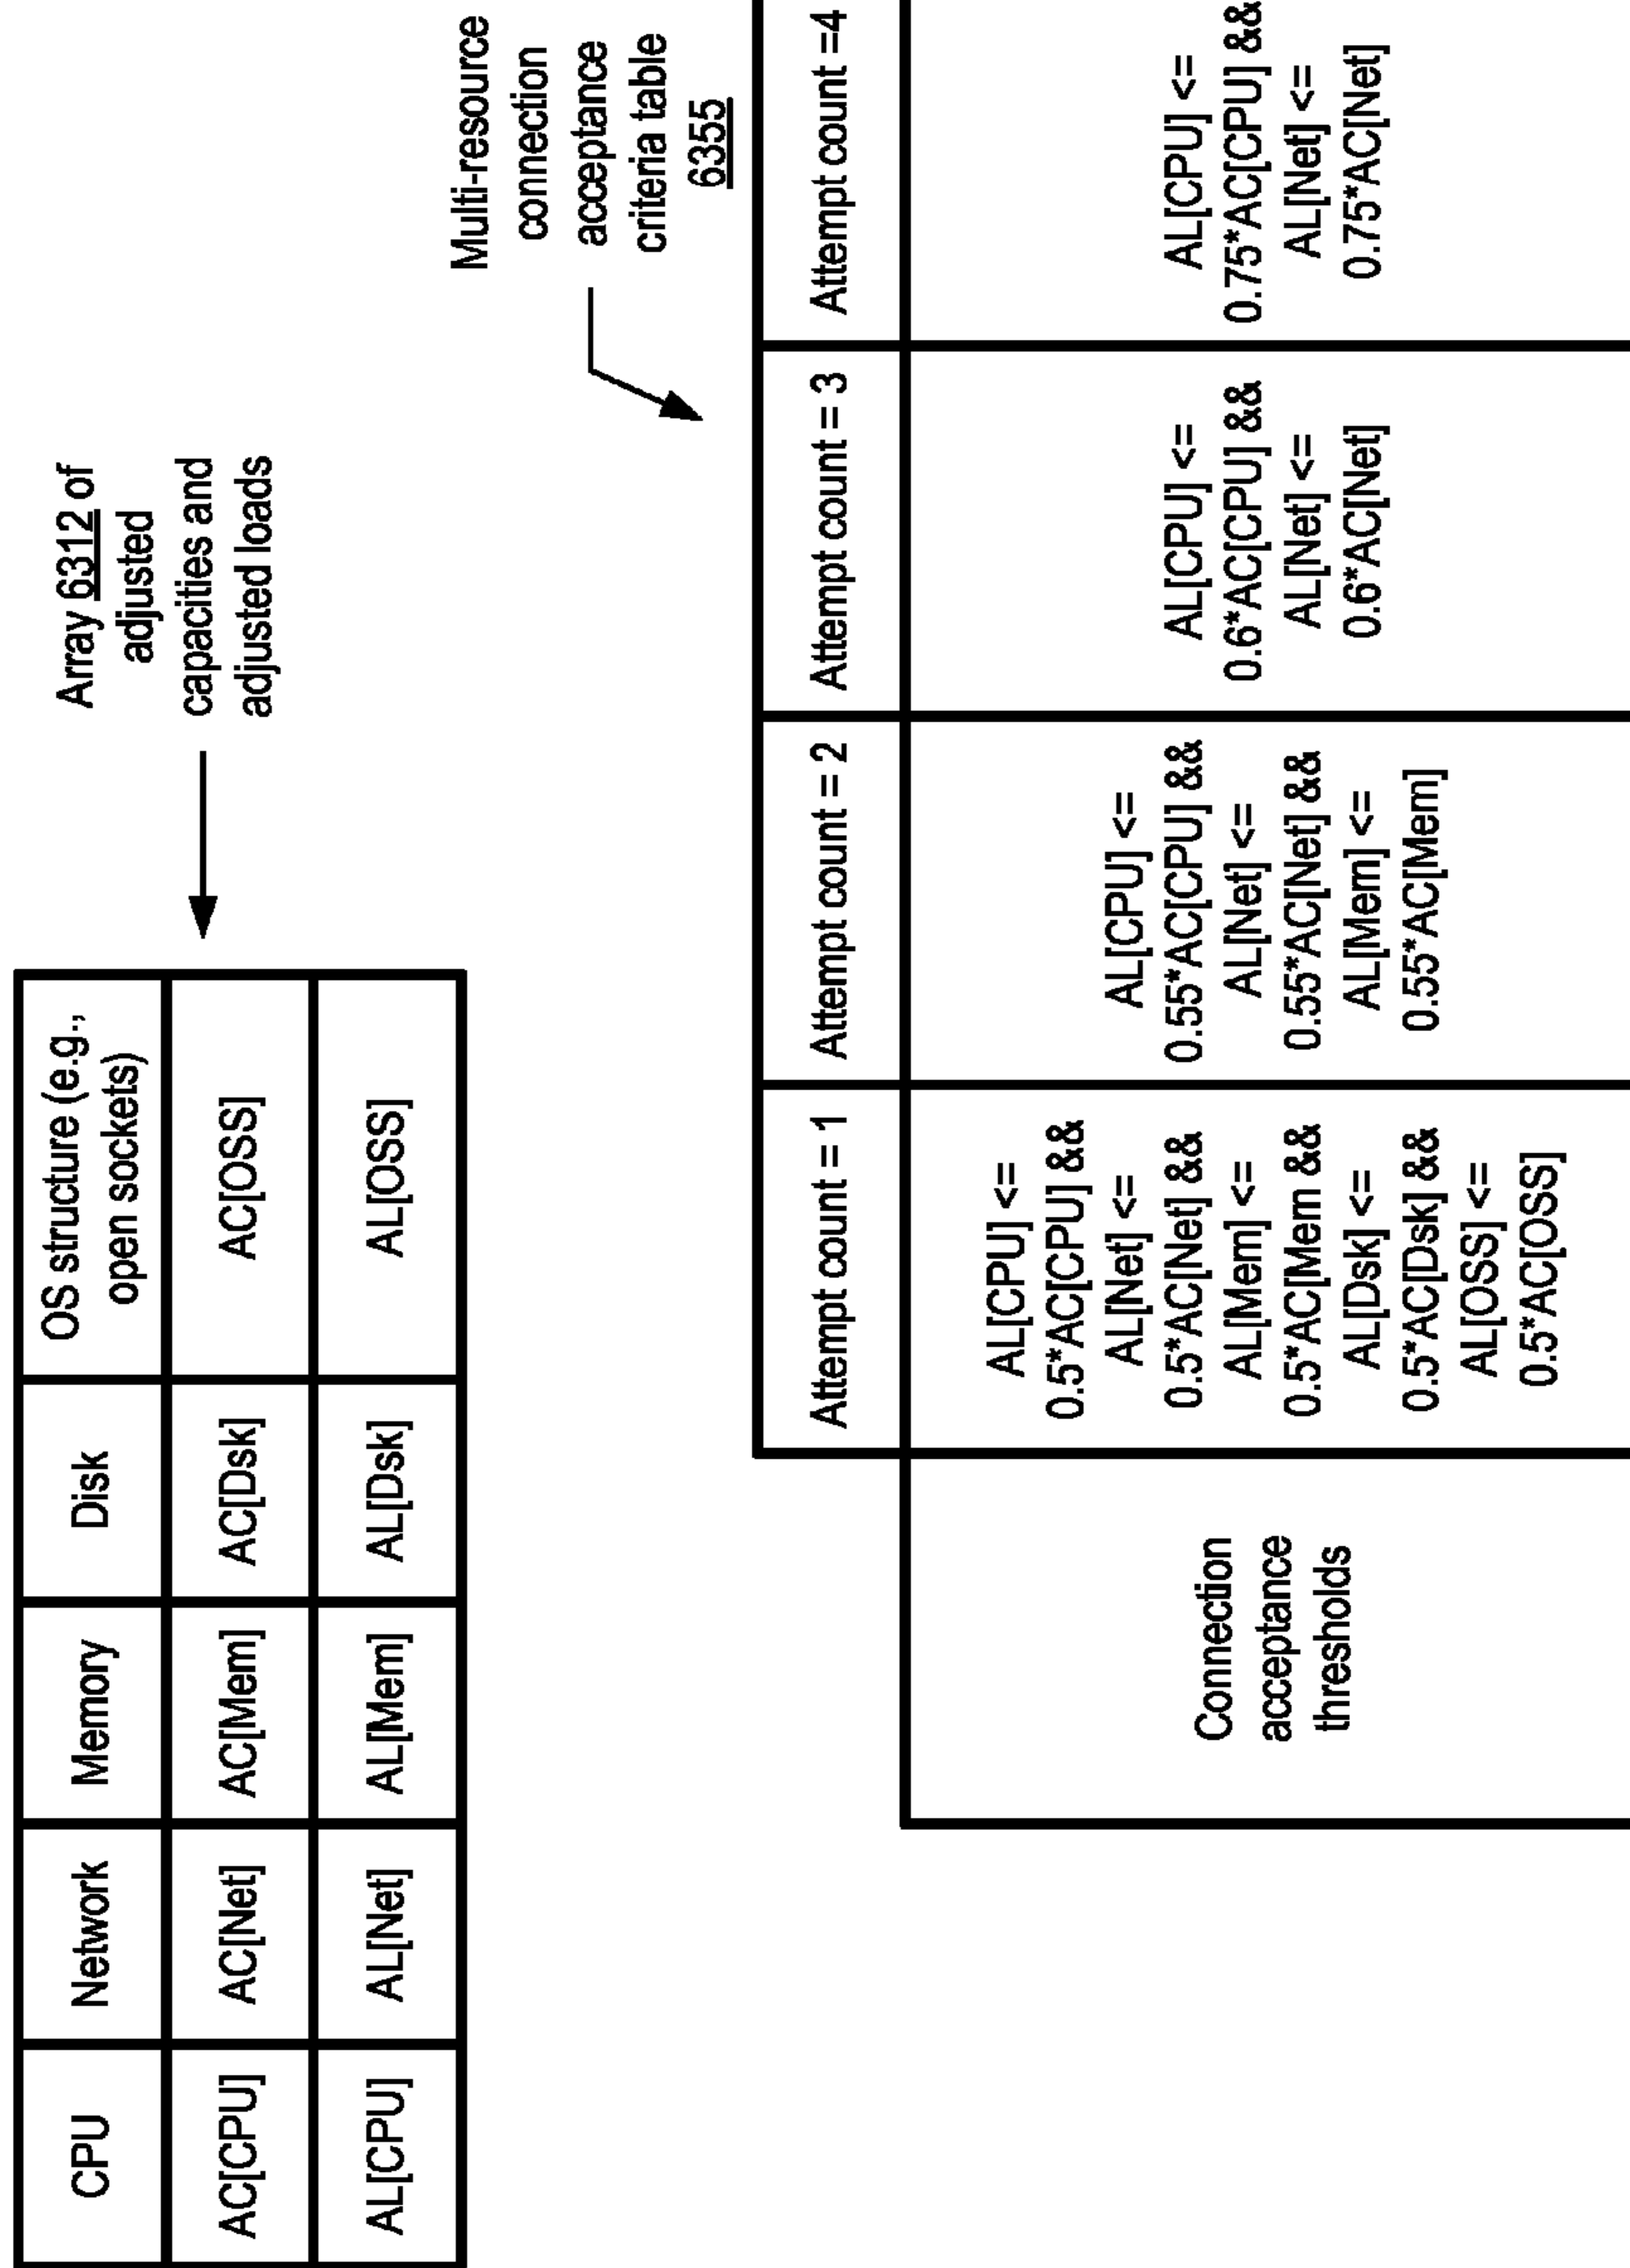 CPU
Network
Memory
Disk
OS structure (e.g.,
open sockets)
AC[CPU]
AC[Net]
AC[Mem]
AC[Dsk]
AC[OSS]
AL[CPU]
AL[Net]
AL[Mem]
AL[Dsk]
AL[OSS]
Array 6312 of
adjusted
capacities and
adjusted loads
Multi-resource
connection
acceptance
criteria table
6355
Attempt count = 1
Attempt count = 2
Attempt count = 3
Attempt count =4
Connection
acceptance
thresholds
AL[CPU] <=
0.5*AC[CPU] &&
AL[Net] <=
0.5*AC[Net] &&
AL[Mem] <=
0.5*AC[Mem &&
AL[Dsk] <=
0.5*AC[Dsk] &&
AL[OSS] <=
0.5*AC[OSS]
AL[CPU] <=
0.55*AC[CPU] &&
AL[Net] <=
0.55*AC[Net] &&
AL[Mem] <=
0.55*AC[Mem]
AL[CPU] <=
0.6*AC[CPU] &&
AL[Net] <=
0.6*AC[Net]
AL[CPU] <=
0.75*AC[CPU] &&
AL[Net] <=
0.75*AC[Net]